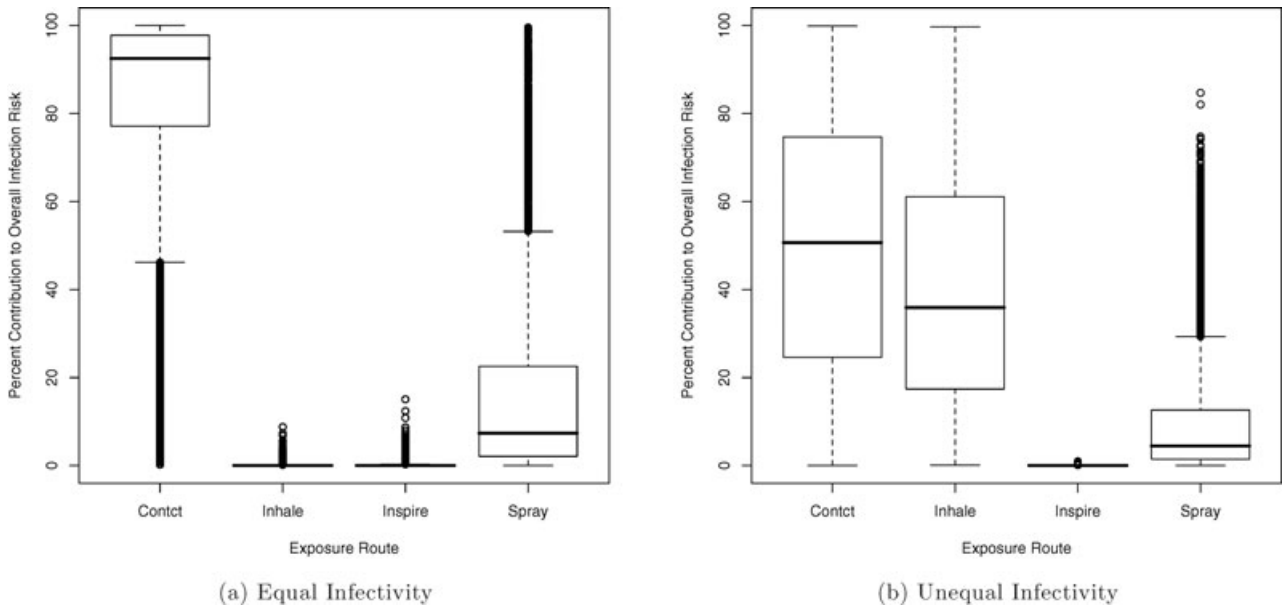 Percent Contribution to Overall Infection Risk
100
80
60
40
20
0
Contct Inhale Inspire Spray
Exposure Route
(a) Equal Infectivity
Percent Contribution to Overall Infection Risk
100
80
60
40
20
0
Contct Inhale Inspire Spray
Exposure Route
(b) Unequal Infectivity